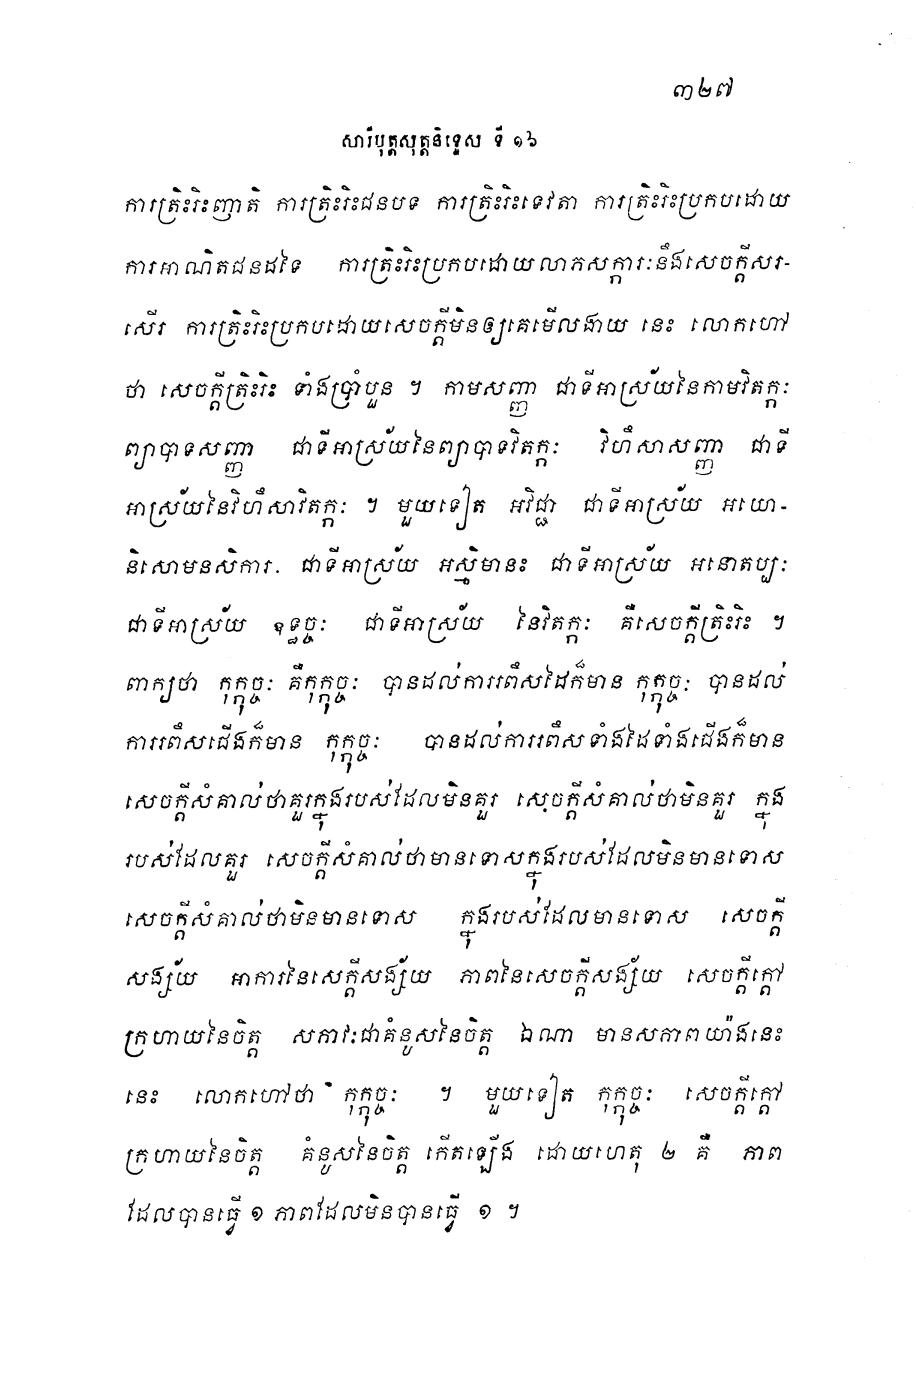 ៣២៧
សារីបុត្តសុត្តនិទ្ទេស ទី ១៦
ការត្រិះរិះញាតិ ការត្រិះរិះជនបទ ការត្រិះរិះទេវតា ការត្រិះរិះប្រកបដោយ
ការអាណិតជនដទៃ ការត្រិះរិះប្រកបដោយលាភសក្ការៈនឹងសេចក្តីសរ-
សើរ ការត្រិះរិះប្រកបដោយសេចក្តីមិនឲ្យគេមើលងាយ នេះ លោកហៅ
ថា សេចក្តីត្រិះរិះ ទាំងប្រាំបួន ។ កាមសញ្ញា ជាទីអាស្រ័យនៃកាមវិតក្កៈ
ព្យាបាទសញ្ញា ជាទីអាស្រ័យនៃព្យាបាទវិតក្កៈ វិហឹសាសញ្ញា ជាទី
អាស្រ័យនៃវិហឹសាវិតក្កៈ ។ មួយទៀត អវិជ្ជា ជាទីអាស្រ័យ អយោ-
និសោមនសិការ ជាទីអាស្រ័យ អស្មិមានះ ជាទីអាស្រ័យ អនោតប្បៈ
ជាទីអាស្រ័យ ឧទ្ធច្ចៈ ជាទីអាស្រ័យ នៃវិតក្កៈ គឺសេចក្តីត្រិះរិះ ។
ពាក្យថា កុក្កុច្ចៈ គឺកុក្កុច្ចៈ បានដល់ការរពឹសដៃក៏មាន កុក្កុច្ចៈ បានដល់
ការរពឹសជើងក៏មាន កុក្កុច្ចៈ បានដល់ការរពឹសទាំងដៃទាំងជើងក៏មាន
សេចក្តីសំគាល់ថាគួរក្នុងរបស់ដែលមិនគួរ សេចក្តីសំគាល់ថាមិនគួរ ក្នុង
របស់ដែលគួរ សេចក្តីសំគាល់ថាមានទោសក្នុងរបស់ដែលមិនមានទោស
សេចក្តីសំគាល់ថាមិនមានទោស ក្នុងរបស់ដែលមានទោស សេចក្តី
សង្ស័យ អាការនៃសេក្តីសង្ស័យ ភាពនៃសេចក្តីសង្ស័យ សេចក្តីក្តៅ
ក្រហាយនៃចិត្ត សភាវៈជាគំនូសនៃចិត្ត ឯណា មានសភាពយ៉ាងនេះ
នេះ លោកហៅថា កុក្កុច្ចៈ ។ មួយទៀត កុក្កុច្ចៈ សេចក្តីក្តៅ
ក្រហាយនៃចិត្ត គំនូសនៃចិត្ត កើតឡើង ដោយហេតុ ២ គឺ ភាព
ដែលបានធ្វើ ១ ភាពដែលមិនបានធ្វើ ១ ។